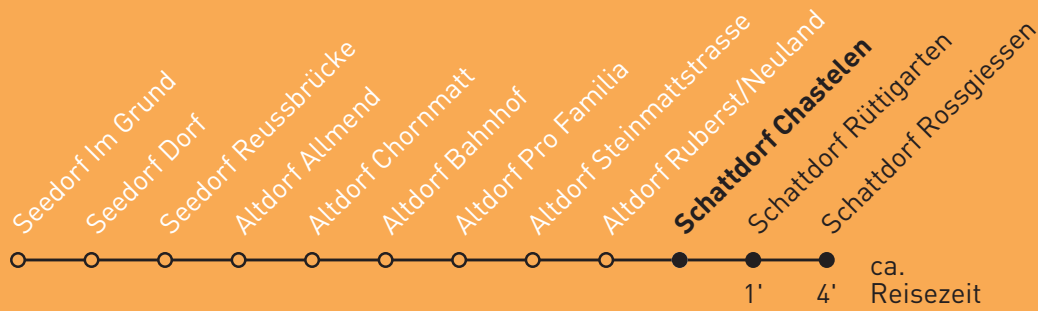 Seedorf Im Grund
Seedorf Dorf
Seedorf Reussbrücke
Altdorf Allmend
Altdorf Chornmatt
Altdorf Bahnhof
Altdorf Pro Familia
Altdorf Steinmattstrasse
Altdorf Ruberst/Neuland
Schattdorf Chastelen
Schattdorf Rüttigarten
Schattdorf Rossgiessen
ca.
1' 4' Reisezeit